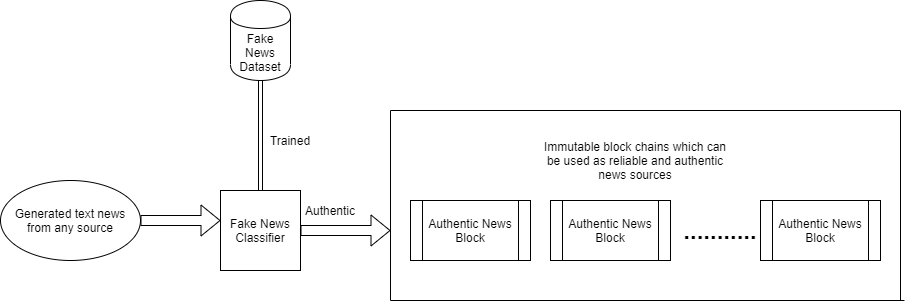 Fake
News
Dataset
Trained
Generated text news
from any source
Fake News
Classifier
Authentic
Immutable block chains which can
be used as reliable and authentic
news sources
Authentic News
Block
Authentic News
Block
...........
Authentic News
Block